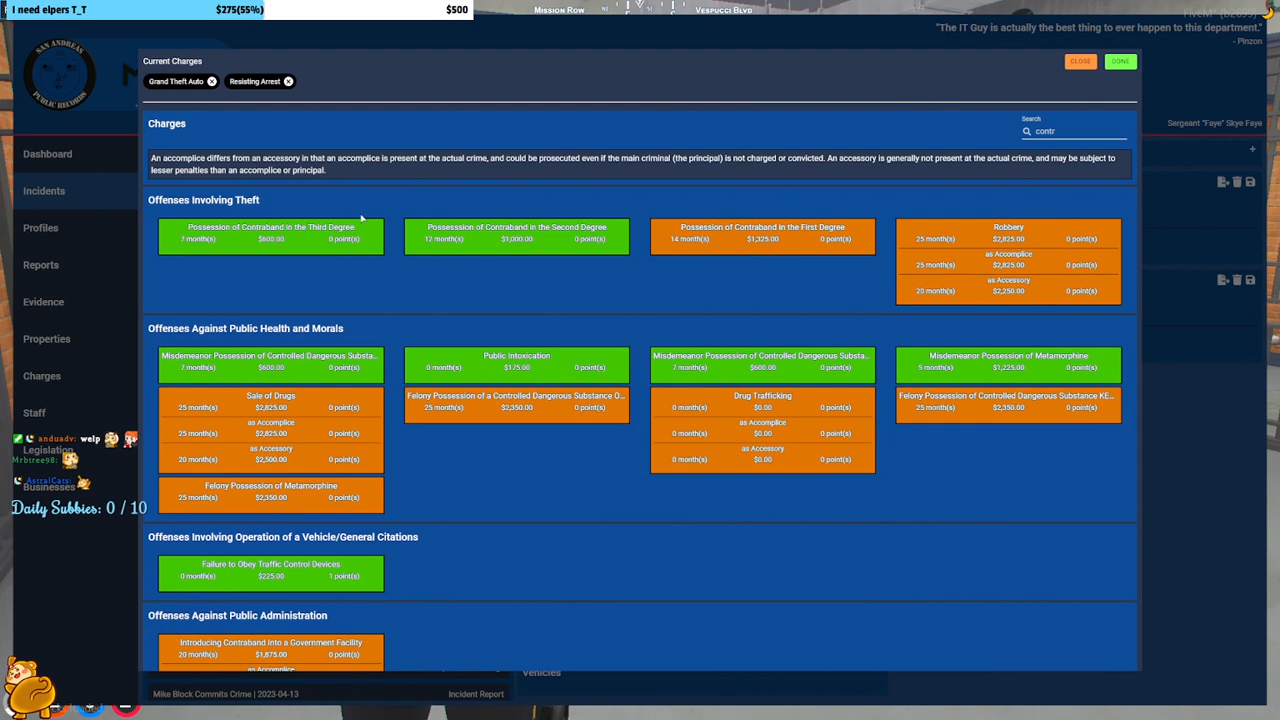 I need elpers T_T $275(55%) $500
Mission Row Vespucci Blvd
"The IT Guy is actually the best thing to ever happen to this department."
- Pinzon
SAN ANDREAS
PUBLIC RECORDS
Sergeant "Faye" Skye Faye
Dashboard
Incidents
Profiles
Reports
Evidence
Properties
Charges
Staff
Legislation
Businesses
anduadv: welp
Mrbtree98:
AstralCats:
Daily Subbies: 0 / 10
Current Charges
CLOSE DONE
Grand Theft Auto Resisting Arrest
Charges
Search
contr
An accomplice differs from an accessory in that an accomplice is present at the actual crime, and could be prosecuted even if the main criminal (the principal) is not charged or convicted. An accessory is generally not present at the actual crime, and may be subject to
lesser penalties than an accomplice or principal.
Offenses Involving Theft
Possession of Contraband in the Third Degree
7 month(s) $600.00 0 point(s)
Possesssion of Contraband in the Second Degree
12 month(s) $1,000.00 0 point(s)
Possession of Contraband in the First Degree
14 month(s) $1,325.00 0 point(s)
Robbery
25 month(s) $2,825.00 0 point(s)
as Accomplice
25 month(s) $2,825.00 0 point(s)
as Accessory
20 month(s) $2,250.00 0 point(s)
Offenses Against Public Health and Morals
Misdemeanor Possession of Controlled Dangerous Substa...
7 month(s) $600.00 0 point(s)
Public Intoxication
0 month(s) $175.00 0 point(s)
Misdemeanor Possession of Controlled Dangerous Substa...
7 month(s) $600.00 0 point(s)
Misdemeanor Possession of Metamorphine
5 month(s) $1,225.00 0 point(s)
Sale of Drugs
25 month(s) $2,825.00 0 point(s)
as Accomplice
25 month(s) $2,825.00 0 point(s)
as Accessory
20 month(s) $2,500.00 0 point(s)
Felony Possession of a Controlled Dangerous Substance O...
25 month(s) $2,350.00 0 point(s)
Drug Trafficking
0 month(s) $0.00 0 point(s)
as Accomplice
0 month(s) $0.00 0 point(s)
as Accessory
0 month(s) $0.00 0 point(s)
Felony Possession of Controlled Dangerous Substance KE...
25 month(s) $2,350.00 0 point(s)
Felony Possession of Metamorphine
25 month(s) $2,350.00 0 point(s)
Offenses Involving Operation of a Vehicle/General Citations
Failure to Obey Traffic Control Devices
0 month(s) $225.00 1 point(s)
Offenses Against Public Administration
Introducing Contraband Into a Government Facility
20 month(s) $1,875.00 0 point(s)
as Accomplice
Vehicles
Mike Block Commits Crime | 2023-04-13 Incident Report